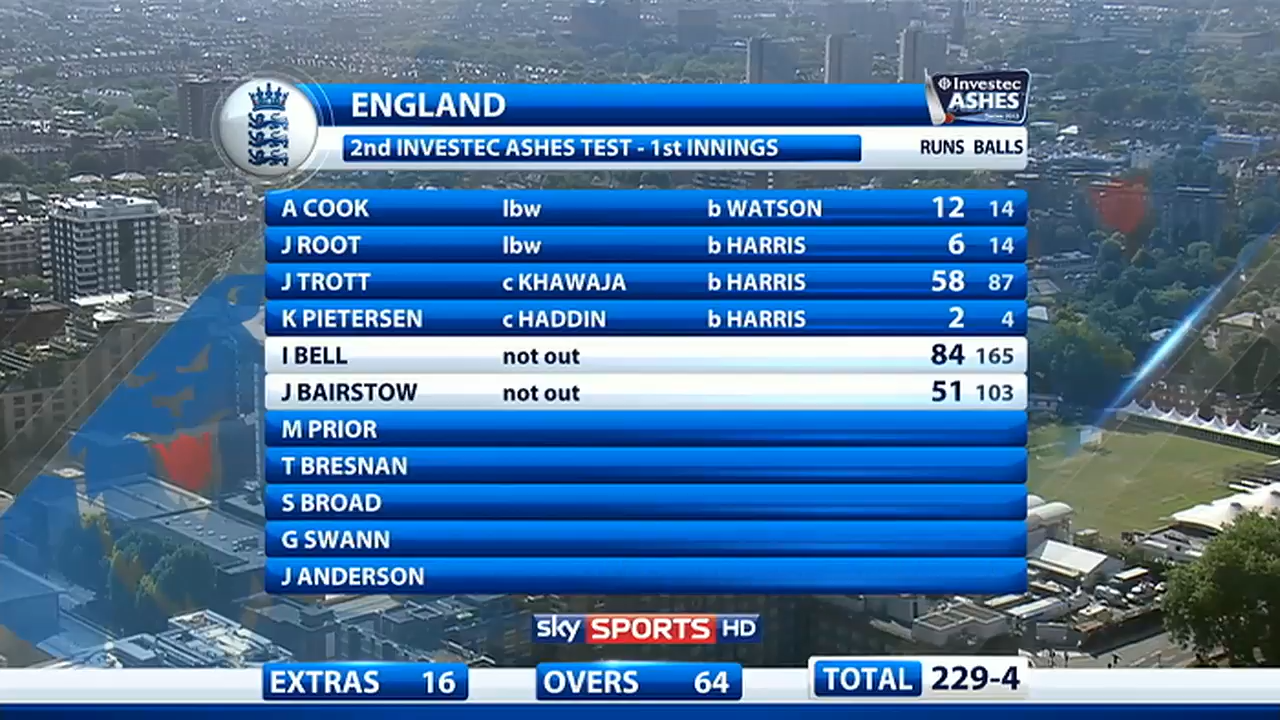 ENGLAND
Investec
ASHES
2nd INVESTEC ASHES TEST - 1st INNINGS RUNS BALLS
A COOK lbw b WATSON 12 14
J ROOT lbw b HARRIS 6 14
J TROTT c KHAWAJA b HARRIS 58 87
K PIETERSEN c HADDIN b HARRIS 2 4
I BELL not out 84 165
J BAIRSTOW not out 51 103
M PRIOR
T BRESNAN
S BROAD
G SWANN
J ANDERSON
sky SPORTS HD
EXTRAS 16 OVERS 64 TOTAL 229-4